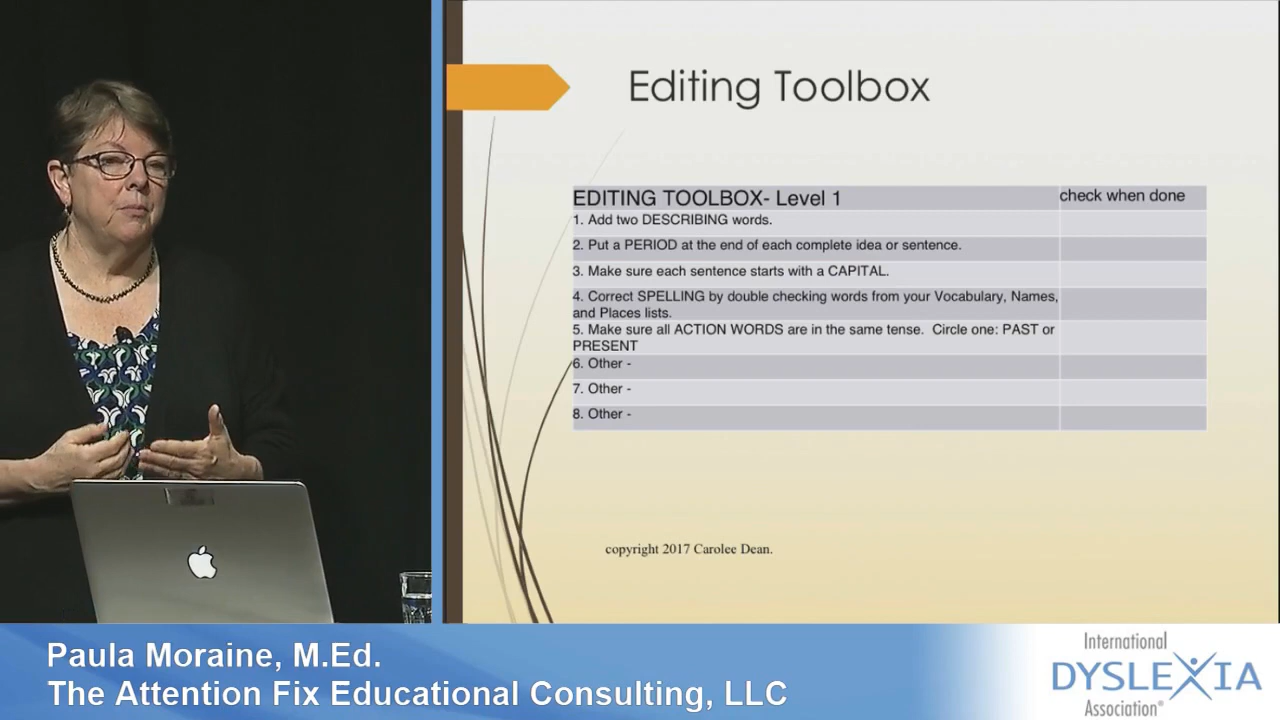 Editing Toolbox
EDITING TOOLBOX- Level 1
check when done
1. Add two DESCRIBING words.
2. Put a PERIOD at the end of each complete idea or sentence.
3. Make sure each sentence starts with a CAPITAL.
4. Correct SPELLING by double checking words from your Vocabulary, Names,
and Places lists.
5. Make sure all ACTION WORDS are in the same tense.  Circle one: PAST or
PRESENT
6. Other -
7. Other -
8. Other -
copyright 2017 Carolee Dean.
Paula Moraine, M.Ed.
The Attention Fix Educational Consulting, LLC
International
DYSLEXIA
Association®